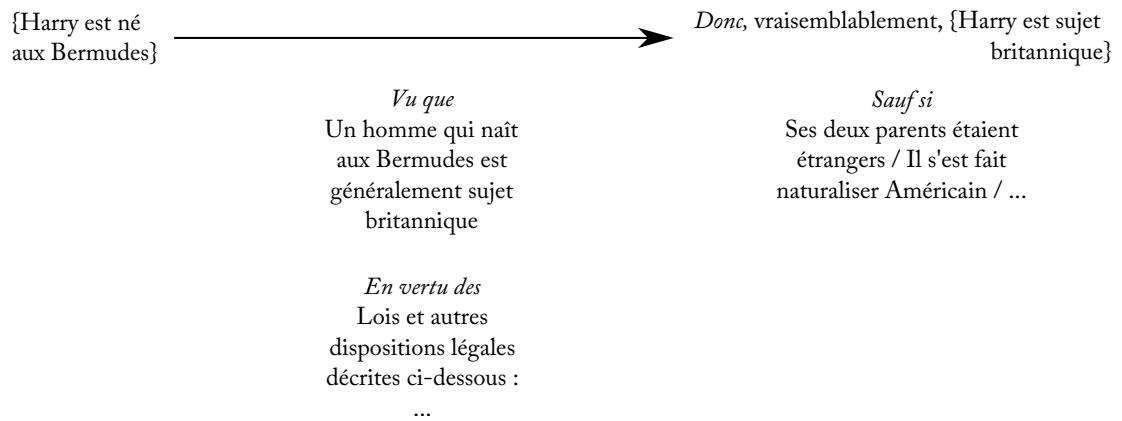 {Harry est né
aux Bermudes}
Donc, vraisemblablement, {Harry est sujet
britannique}
Vu que
Un homme qui naît
aux Bermudes est
généralement sujet
britannique
Sauf si
Ses deux parents étaient
étrangers / Il s'est fait
naturaliser Américain / ...
En vertu des
Lois et autres
dispositions légales
décrites ci-dessous :
...